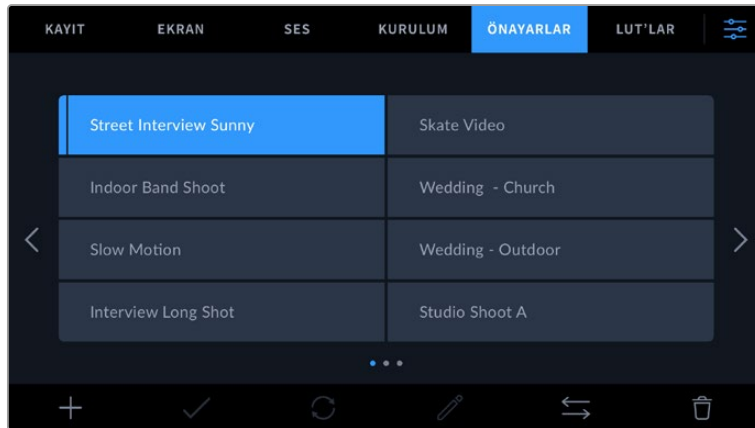 KAYIT EKRAN SES KURULUM ÖNAYARLAR LUT'LAR
Street Interview Sunny Skate Video
Indoor Band Shoot Wedding - Church
Slow Motion Wedding - Outdoor
Interview Long Shot Studio Shoot A